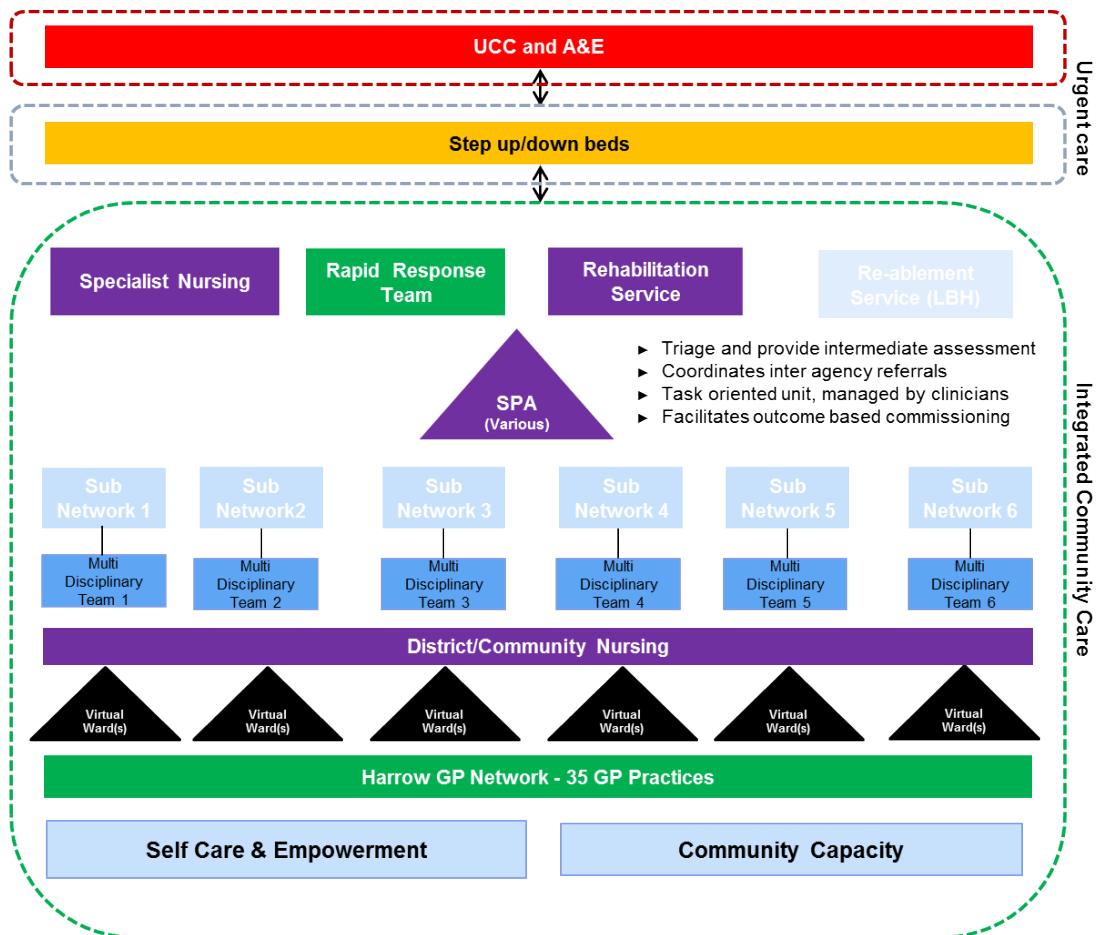 UCC and A&E
Urgent care
Step up/down beds
Specialist Nursing
Rapid Response
Team
Rehabilitation
Service
Re-ablement
Service (LBH)
► Triage and provide intermediate assessment
► Coordinates inter agency referrals
► Task oriented unit, managed by clinicians
► Facilitates outcome based commissioning
SPA
(Various)
Integrated Community Care
Sub
Network 1
Sub
Network2
Sub
Network 3
Sub
Network 4
Sub
Network 5
Sub
Network 6
Multi
Disciplinary
Team 1
Multi
Disciplinary
Team 2
Multi
Disciplinary
Team 3
Multi
Disciplinary
Team 4
Multi
Disciplinary
Team 5
Multi
Disciplinary
Team 6
District/Community Nursing
Virtual
Ward(s)
Virtual
Ward(s)
Virtual
Ward(s)
Virtual
Ward(s)
Virtual
Ward(s)
Virtual
Ward(s)
Harrow GP Network - 35 GP Practices
Self Care & Empowerment
Community Capacity